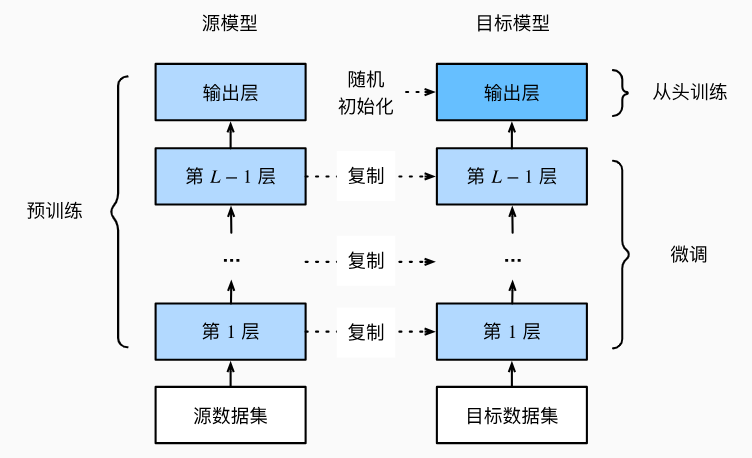 源模型
目标模型
输出层
随机
初始化
输出层
从头训练
第 L − 1 层
复制
第 L − 1 层
预训练
...
复制
...
微调
第 1 层
复制
第 1 层
源数据集
目标数据集